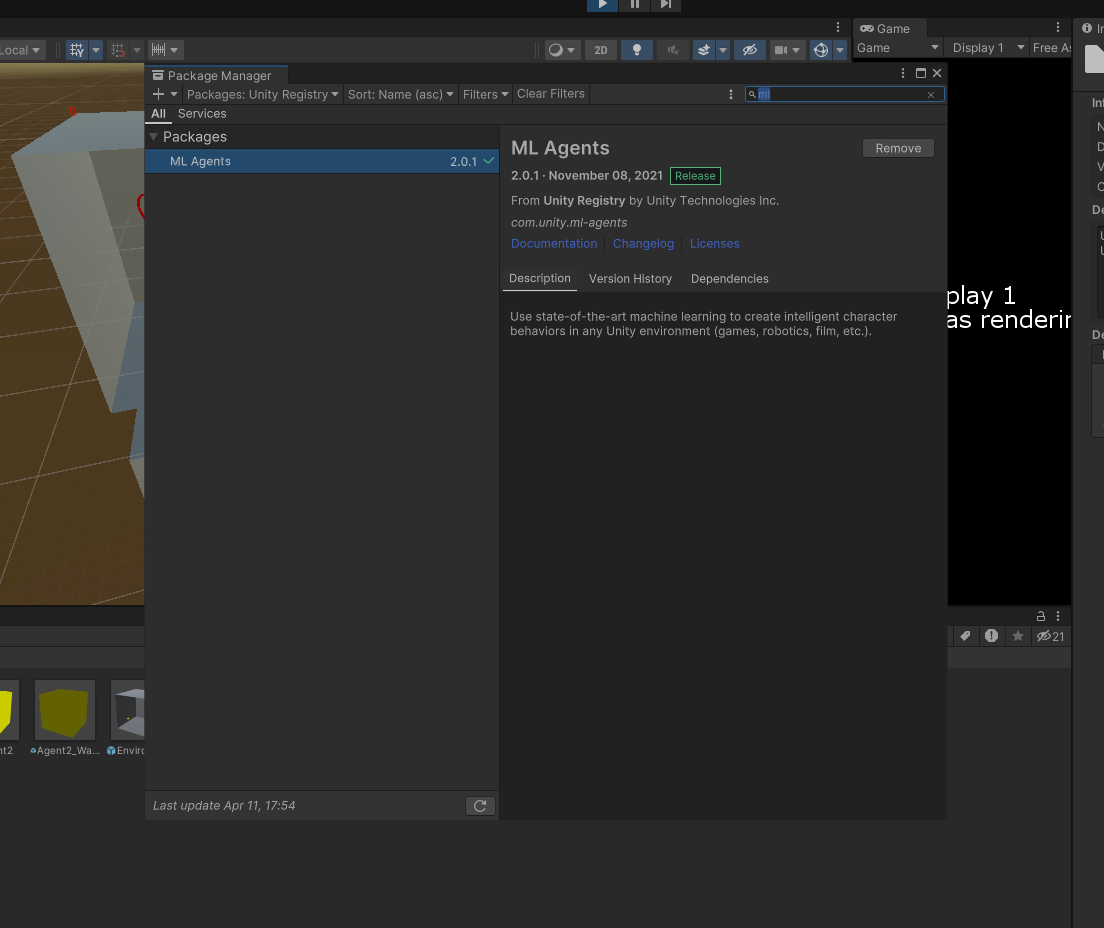 Local
2D
Game
Game
Display 1
Free As
Package Manager
Packages: Unity Registry
Sort: Name (asc)
Filters
Clear Filters
ml
All
Services
Packages
ML Agents
2.0.1
ML Agents
Remove
2.0.1 · November 08, 2021
Release
From Unity Registry by Unity Technologies Inc.
com.unity.ml-agents
Documentation
Changelog
Licenses
Description
Version History
Dependencies
Use state-of-the-art machine learning to create intelligent character
behaviors in any Unity environment (games, robotics, film, etc.).
play 1
as renderin
21
nt2
Agent2_Wa...
Enviro
Last update Apr 11, 17:54